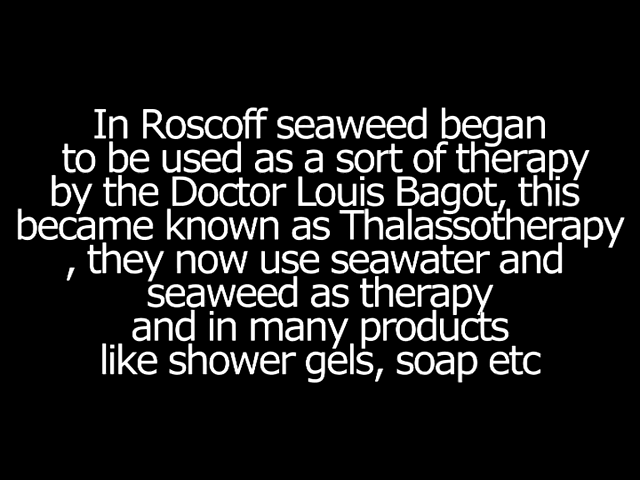 In Roscoff seaweed began
to be used as a sort of therapy
by the Doctor Louis Bagot, this
became known as Thalassotherapy
, they now use seawater and
seaweed as therapy
and in many products
like shower gels, soap etc